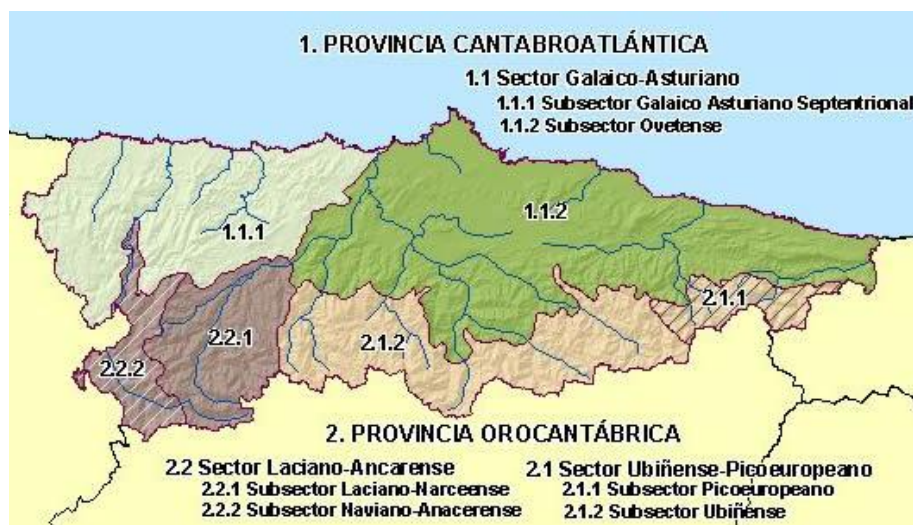 1. PROVINCIA CANTABROATLÁNTICA
1.1 Sector Galaico-Asturiano
1.1.1 Subsector Galaico Asturiano Septentrional
1.1.2 Subsector Ovetense
1.1.2
1.1.1
2.1.1
2.2.1
2.1.2
2.2.2
2. PROVINCIA OROCANTÁBRICA
2.2 Sector Laciano-Ancarense
2.2.1 Subsector Laciano-Narceense
2.2.2 Subsector Naviano-Anacerense
2.1 Sector Ubiñense-Picoeuropeano
2.1.1 Subsector Picoeuropeano
2.1.2 Subsector Ubiñense